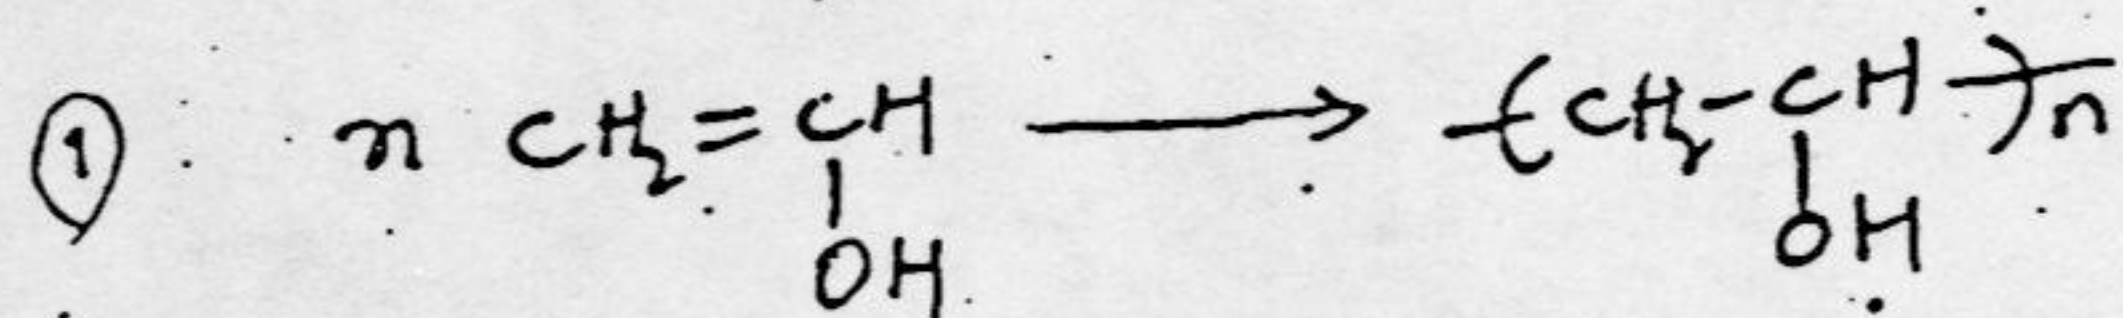 ① n CH₂=CH ⟶ -(CH₂-CH-)n
| |
OH OH